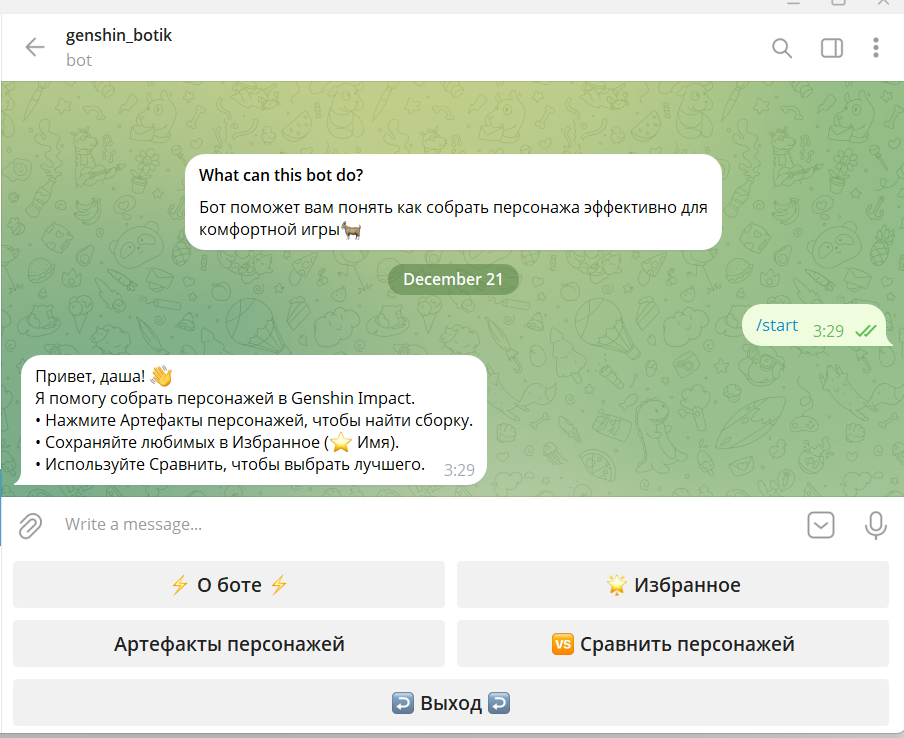 genshin_botik
bot
What can this bot do?
Бот поможет вам понять как собрать персонажа эффективно для
комфортной игры🐐
December 21
/start 3:29
Привет, даша! 👋
Я помогу собрать персонажей в Genshin Impact.
• Нажмите Артефакты персонажей, чтобы найти сборку.
• Сохраняйте любимых в Избранное (⭐ Имя).
• Используйте Сравнить, чтобы выбрать лучшего. 3:29
Write a message...
⚡ О боте ⚡
🌟 Избранное
Артефакты персонажей
🆚 Сравнить персонажей
↩️ Выход ↩️